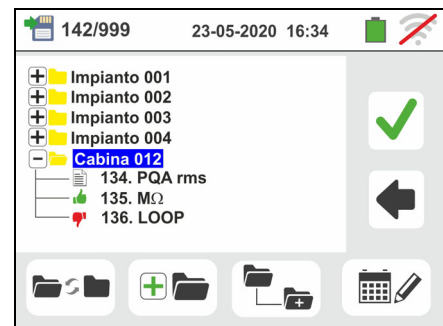 142/999 23-05-2020 16:34
Impianto 001
Impianto 002
Impianto 003
Impianto 004
Cabina 012
134. PQA rms
135. MΩ
136. LOOP